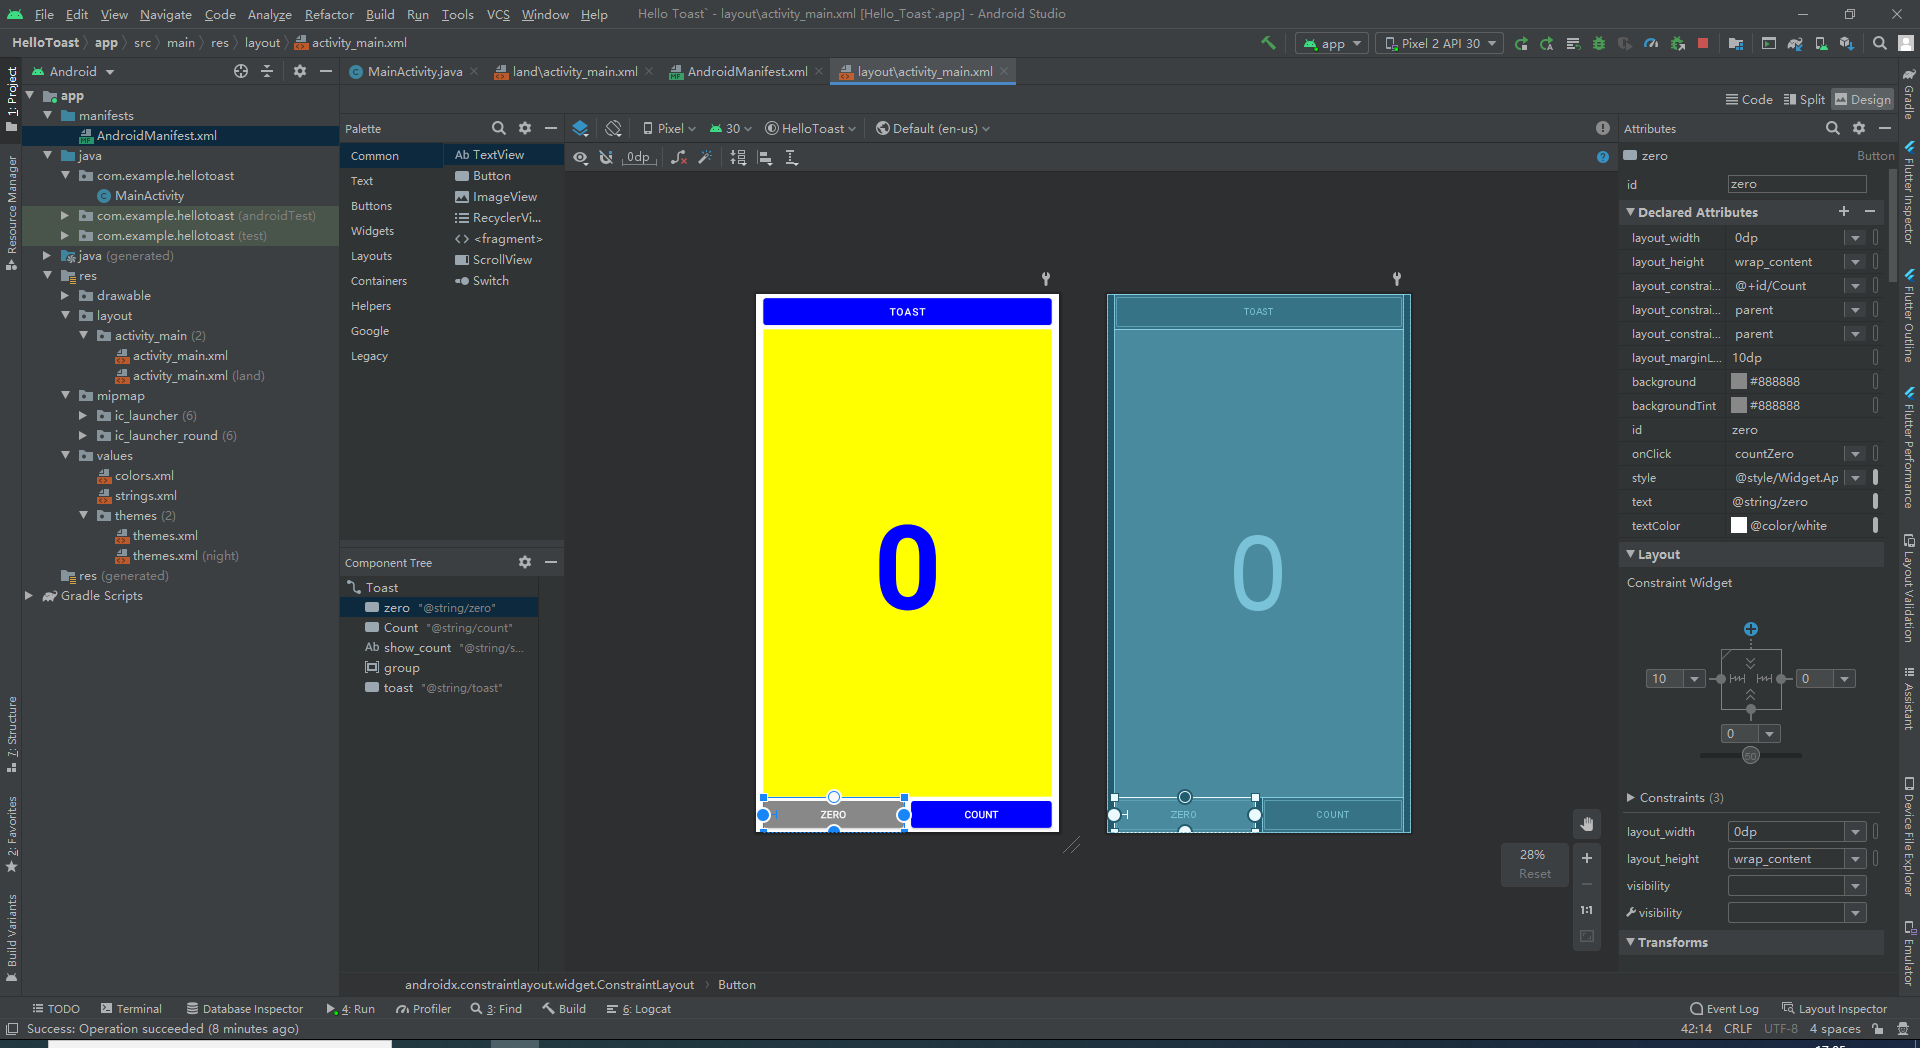 File Edit View Navigate Code Analyze Refactor Build Run Tools VCS Window Help Hello Toast` - layout\activity_main.xml [Hello_Toast`.app] - Android Studio
HelloToast app src main res layout activity_main.xml app Pixel 2 API 30
Android
MainActivity.java land\activity_main.xml AndroidManifest.xml layout\activity_main.xml
Code Split Design
1: Project
Resource Manager
7: Structure
2: Favorites
Build Variants
app
manifests
AndroidManifest.xml
java
com.example.hellotoast
MainActivity
com.example.hellotoast (androidTest)
com.example.hellotoast (test)
java (generated)
res
drawable
layout
activity_main (2)
activity_main.xml
activity_main.xml (land)
mipmap
ic_launcher (6)
ic_launcher_round (6)
values
colors.xml
strings.xml
themes (2)
themes.xml
themes.xml (night)
res (generated)
Gradle Scripts
Palette
Common
Text
Buttons
Widgets
Layouts
Containers
Helpers
Google
Legacy
Ab TextView
Button
ImageView
RecyclerVi...
<fragment>
ScrollView
Switch
Component Tree
Toast
zero "@string/zero"
Count "@string/count"
Ab show_count "@string/s...
group
toast "@string/toast"
Pixel 30 HelloToast Default (en-us)
0dp
TOAST
0
ZERO COUNT
TOAST
0
ZERO COUNT
28%
Reset
1:1
Attributes
zero Button
id zero
Declared Attributes
layout_width 0dp
layout_height wrap_content
layout_constrai... @+id/Count
layout_constrai... parent
layout_constrai... parent
layout_marginL... 10dp
background #888888
backgroundTint #888888
id zero
onClick countZero
style @style/Widget.Ap
text @string/zero
textColor @color/white
Layout
Constraint Widget
10 0
0
50
Constraints (3)
layout_width 0dp
layout_height wrap_content
visibility
visibility
Transforms
Gradle
Flutter Inspector
Flutter Outline
Flutter Performance
Layout Validation
Assistant
Device File Explorer
Emulator
androidx.constraintlayout.widget.ConstraintLayout Button
TODO Terminal Database Inspector 4: Run Profiler 3: Find Build 6: Logcat Event Log Layout Inspector
Success: Operation succeeded (8 minutes ago) 42:14 CRLF UTF-8 4 spaces